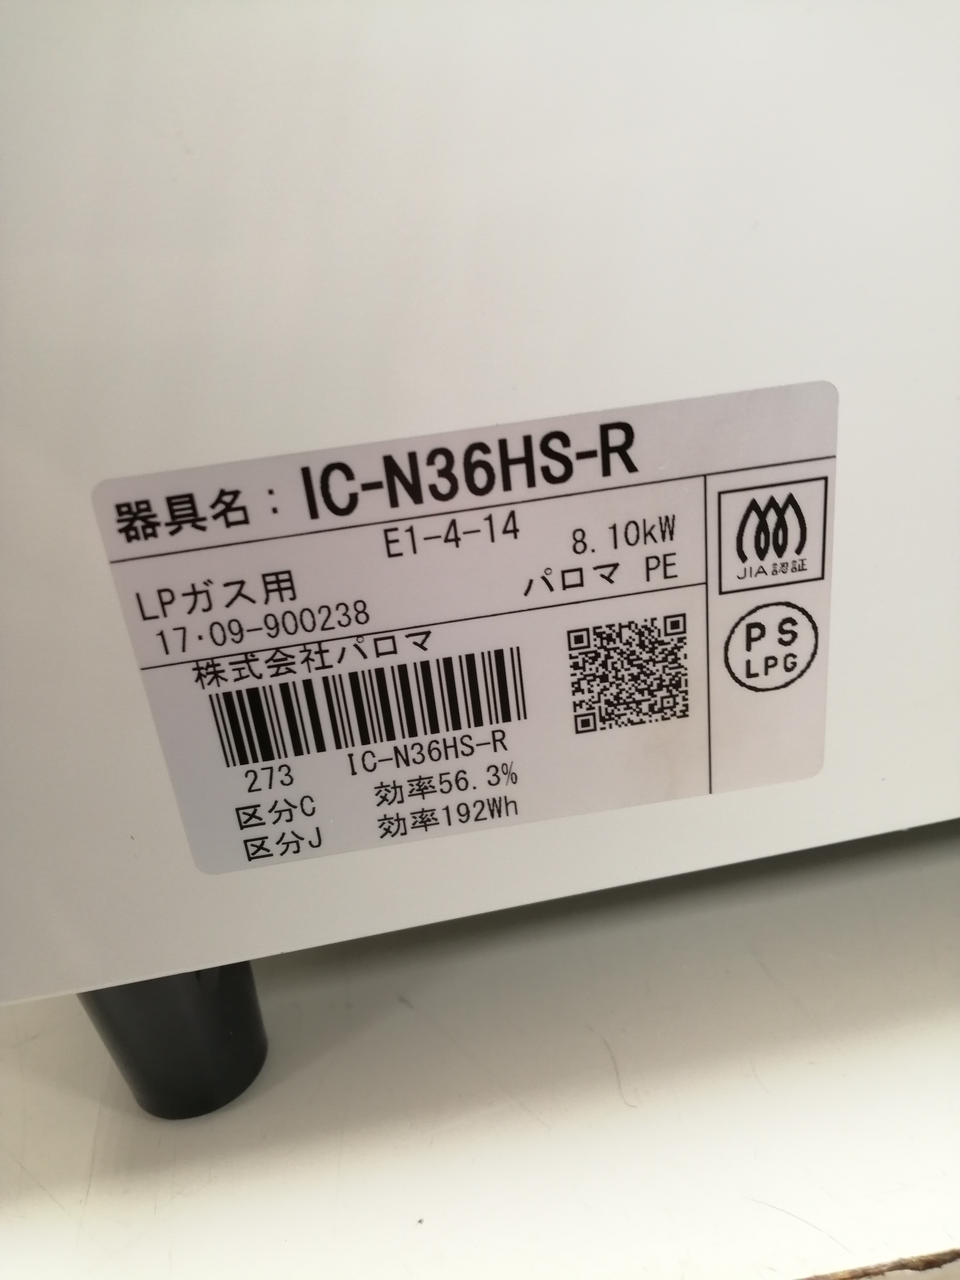 器具名：IC-N36HS-R
E1-4-14
8.10kW
LPガス用
パロマ PE
17・09-900238
株式会社パロマ
273 IC-N36HS-R
区分C 効率56.3%
区分J 効率192Wh
JIA認証
PS
LPG